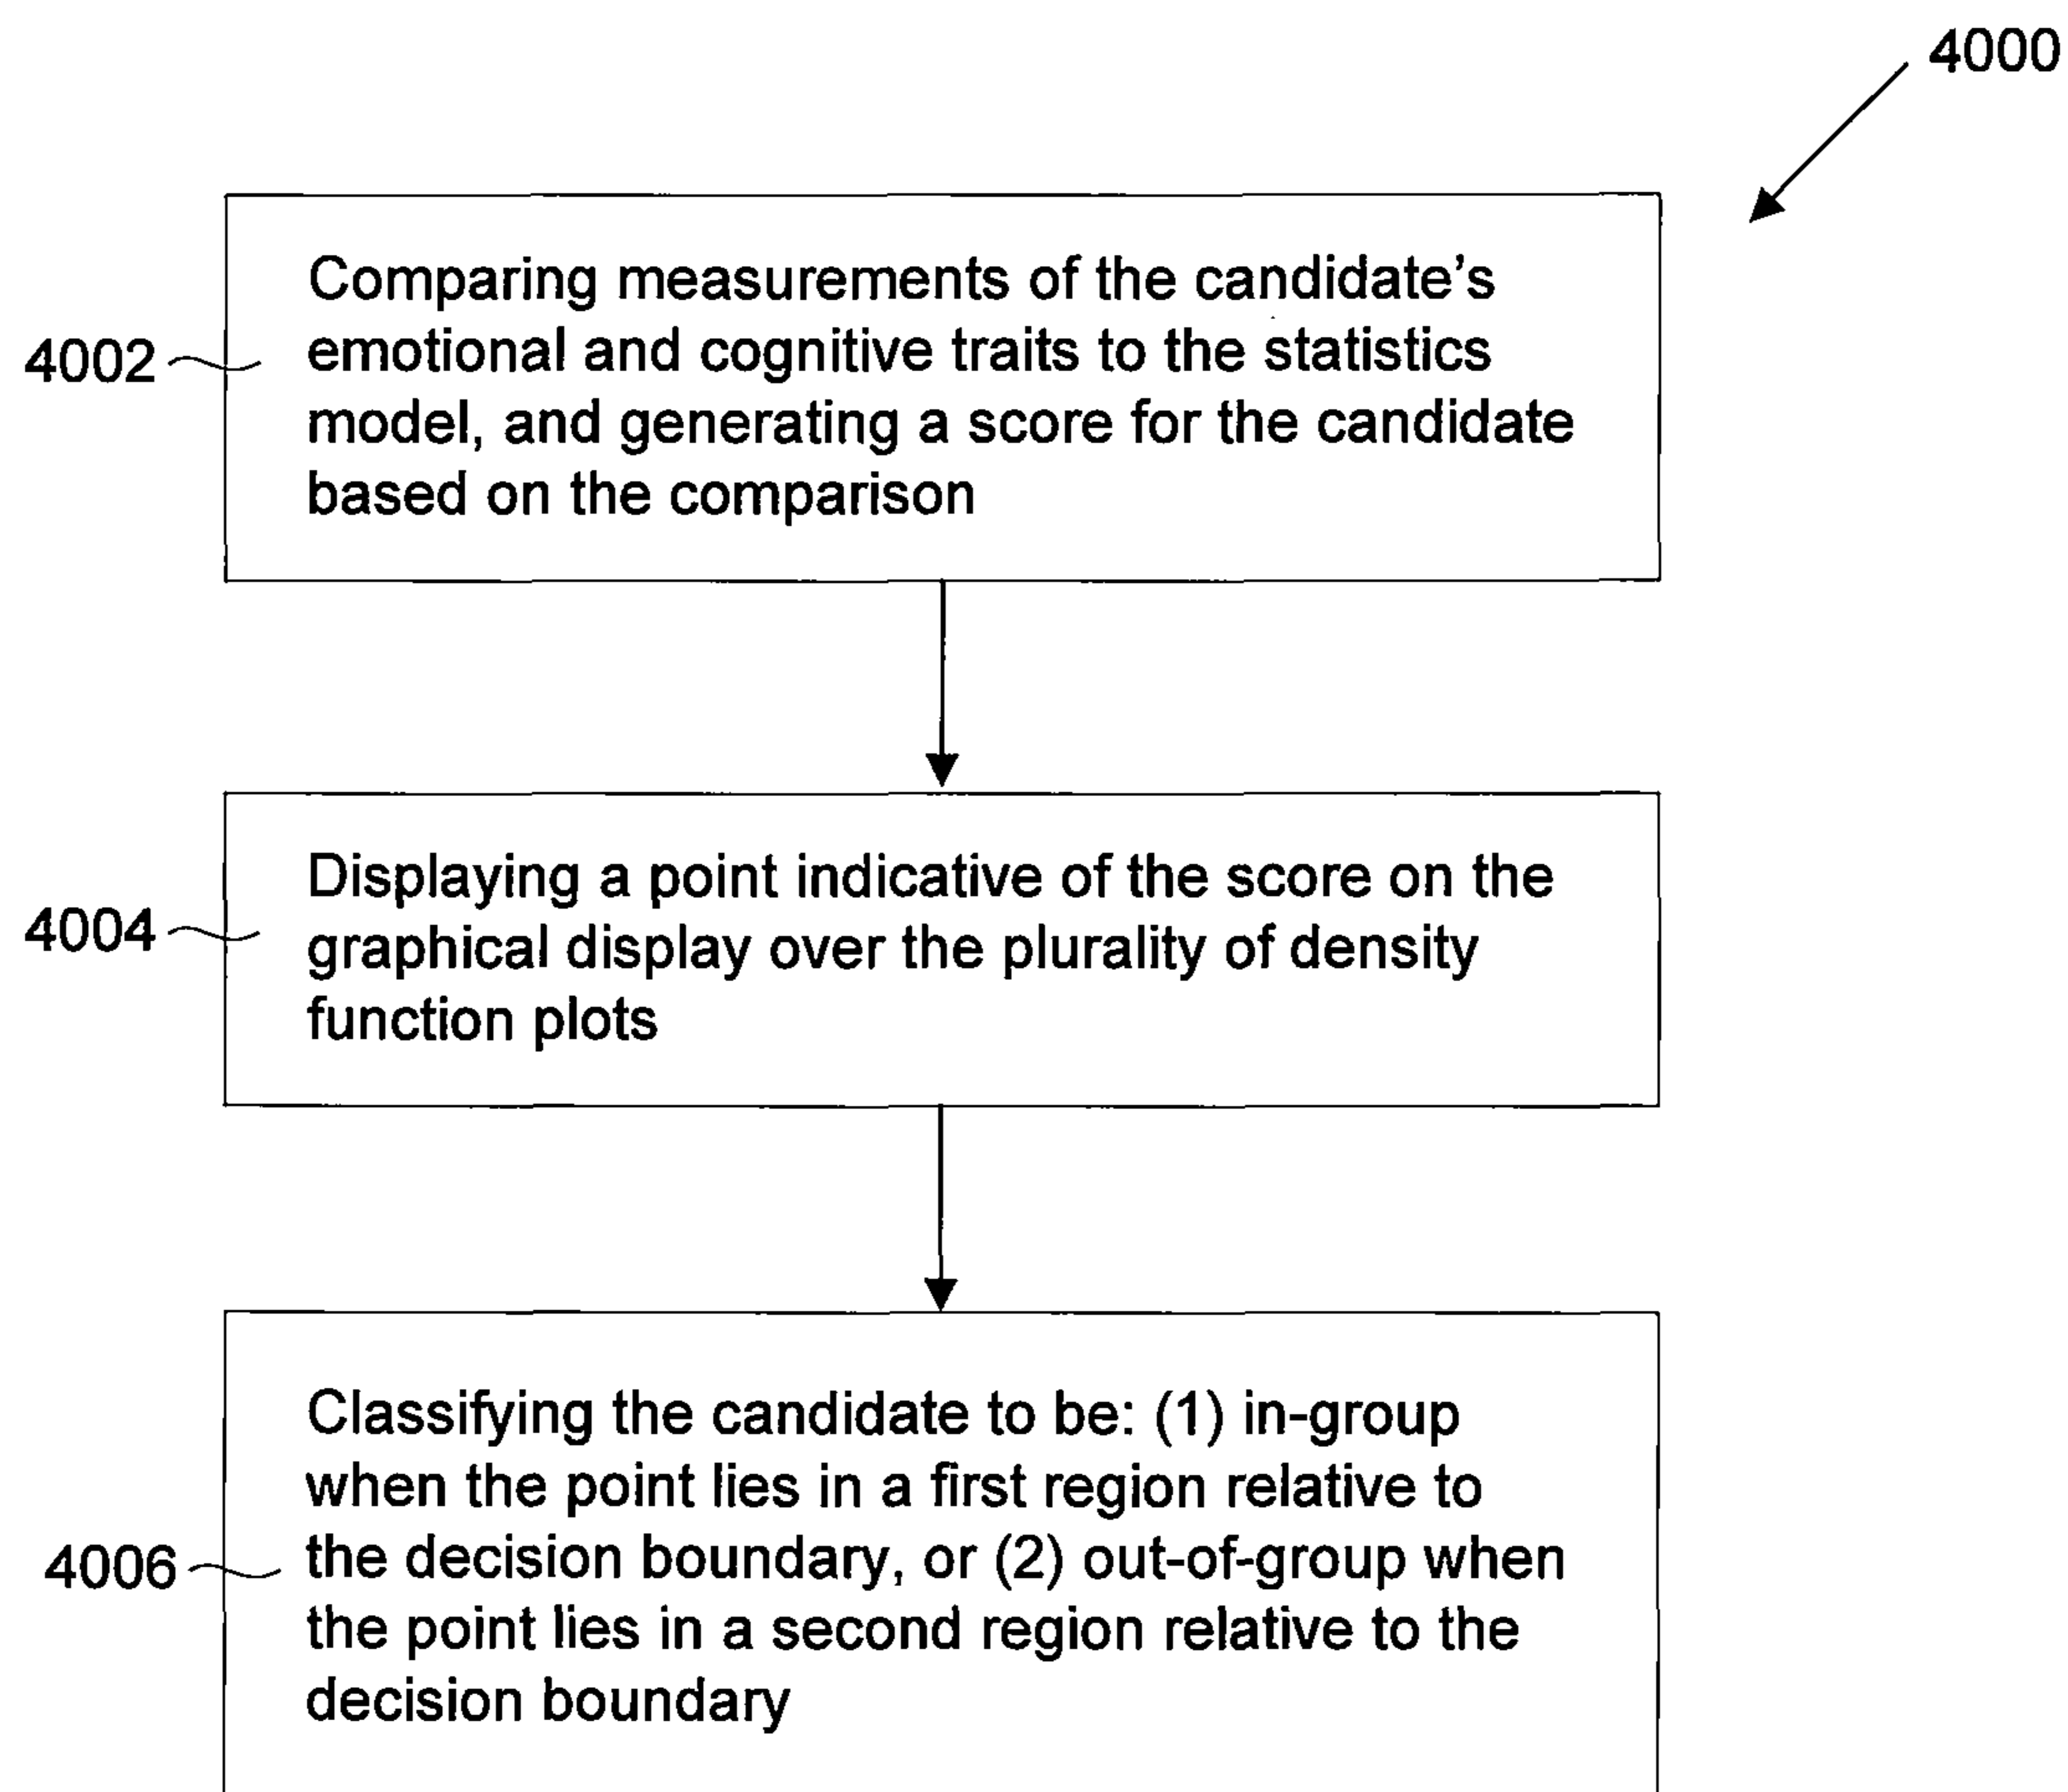 4000
Comparing measurements of the candidate's
emotional and cognitive traits to the statistics
model, and generating a score for the candidate
based on the comparison
4002
Displaying a point indicative of the score on the
graphical display over the plurality of density
function plots
4004
Classifying the candidate to be: (1) in-group
when the point lies in a first region relative to
the decision boundary, or (2) out-of-group when
the point lies in a second region relative to the
decision boundary
4006